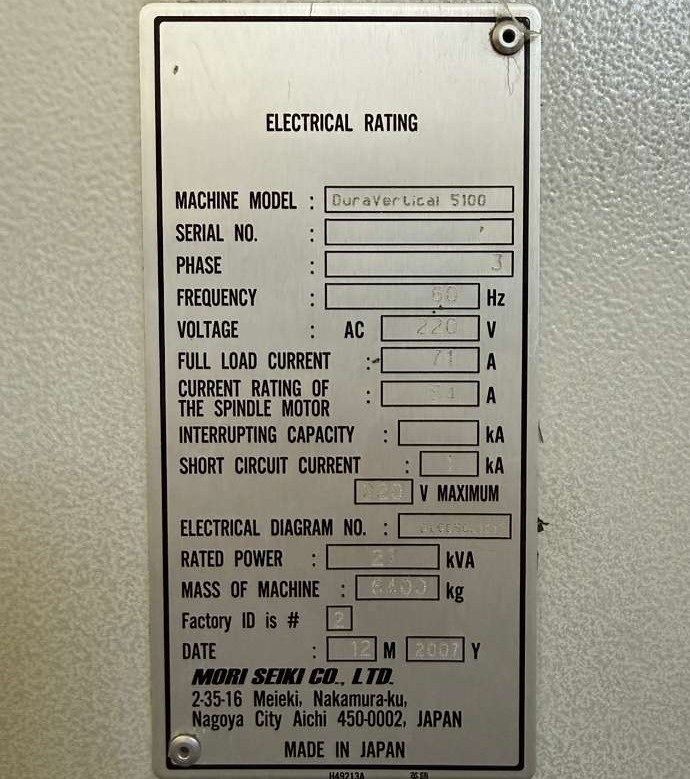 ELECTRICAL RATING
MACHINE MODEL : DuraVertical 5100
SERIAL NO. :
PHASE : 3
FREQUENCY : 60 Hz
VOLTAGE : AC 220 V
FULL LOAD CURRENT : 71 A
CURRENT RATING OF
THE SPINDLE MOTOR : A
INTERRUPTING CAPACITY : kA
SHORT CIRCUIT CURRENT : kA
V MAXIMUM
ELECTRICAL DIAGRAM NO. :
RATED POWER : kVA
MASS OF MACHINE : kg
Factory ID is # 2
DATE : 12 M 2007 Y
MORI SEIKI CO., LTD.
2-35-16 Meieki, Nakamura-ku,
Nagoya City Aichi 450-0002, JAPAN
MADE IN JAPAN
H49213A